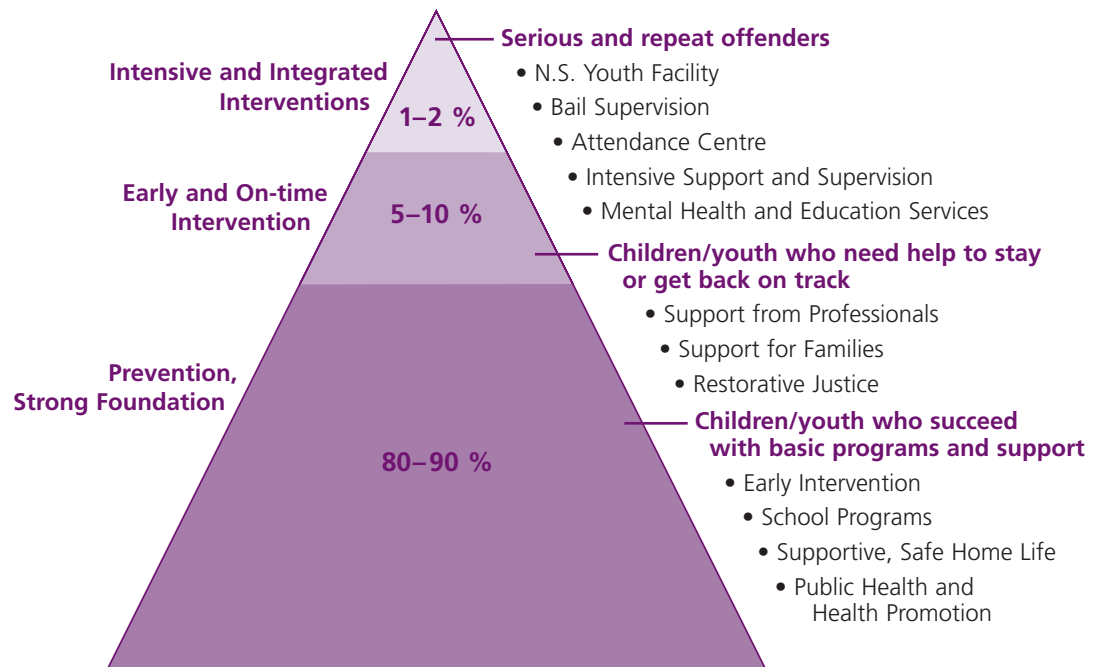 Serious and repeat offenders
• N.S. Youth Facility
• Bail Supervision
• Attendance Centre
• Intensive Support and Supervision
• Mental Health and Education Services
Intensive and Integrated
Interventions
1–2 %
Early and On-time
Intervention
5–10 %
Children/youth who need help to stay
or get back on track
• Support from Professionals
• Support for Families
• Restorative Justice
Prevention,
Strong Foundation
80–90 %
Children/youth who succeed
with basic programs and support
• Early Intervention
• School Programs
• Supportive, Safe Home Life
• Public Health and
Health Promotion